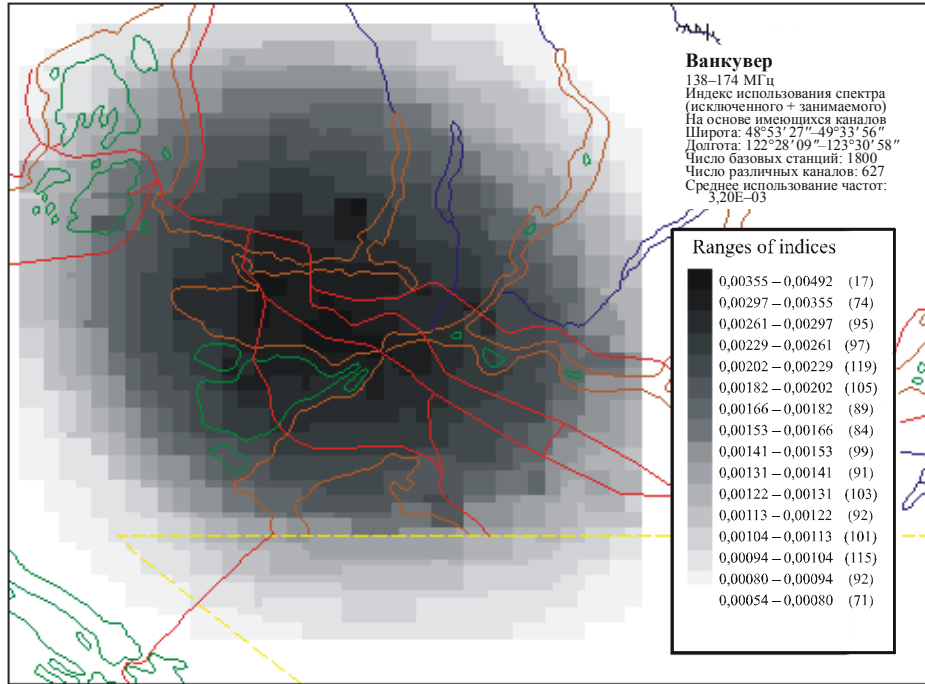 Ванкувер
138–174 МГц
Индекс использования спектра
(исключенного + занимаемого)
На основе имеющихся каналов
Широта: 48°53'27"–49°33'56"
Долгота: 122°28'09"–123°30'58"
Число базовых станций: 1800
Число различных каналов: 627
Среднее использование частот:
3,20E–03
Ranges of indices
0,00355 – 0,00492 (17)
0,00297 – 0,00355 (74)
0,00261 – 0,00297 (95)
0,00229 – 0,00261 (97)
0,00202 – 0,00229 (119)
0,00182 – 0,00202 (105)
0,00166 – 0,00182 (89)
0,00153 – 0,00166 (84)
0,00141 – 0,00153 (99)
0,00131 – 0,00141 (91)
0,00122 – 0,00131 (103)
0,00113 – 0,00122 (92)
0,00104 – 0,00113 (101)
0,00094 – 0,00104 (115)
0,00080 – 0,00094 (92)
0,00054 – 0,00080 (71)